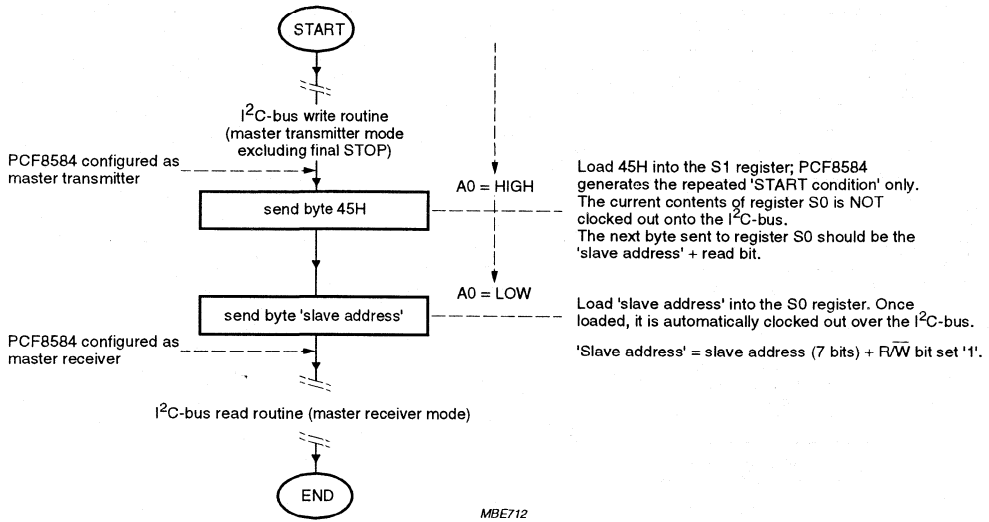 START
I²C-bus write routine
(master transmitter mode
excluding final STOP)
PCF8584 configured as
master transmitter
A0 = HIGH
send byte 45H
Load 45H into the S1 register; PCF8584
generates the repeated 'START condition' only.
The current contents of register S0 is NOT
clocked out onto the I²C-bus.
The next byte sent to register S0 should be the
'slave address' + read bit.
A0 = LOW
send byte 'slave address'
Load 'slave address' into the S0 register. Once
loaded, it is automatically clocked out over the I²C-bus.
'Slave address' = slave address (7 bits) + R/W̅ bit set '1'.
PCF8584 configured as
master receiver
I²C-bus read routine (master receiver mode)
END
MBE712